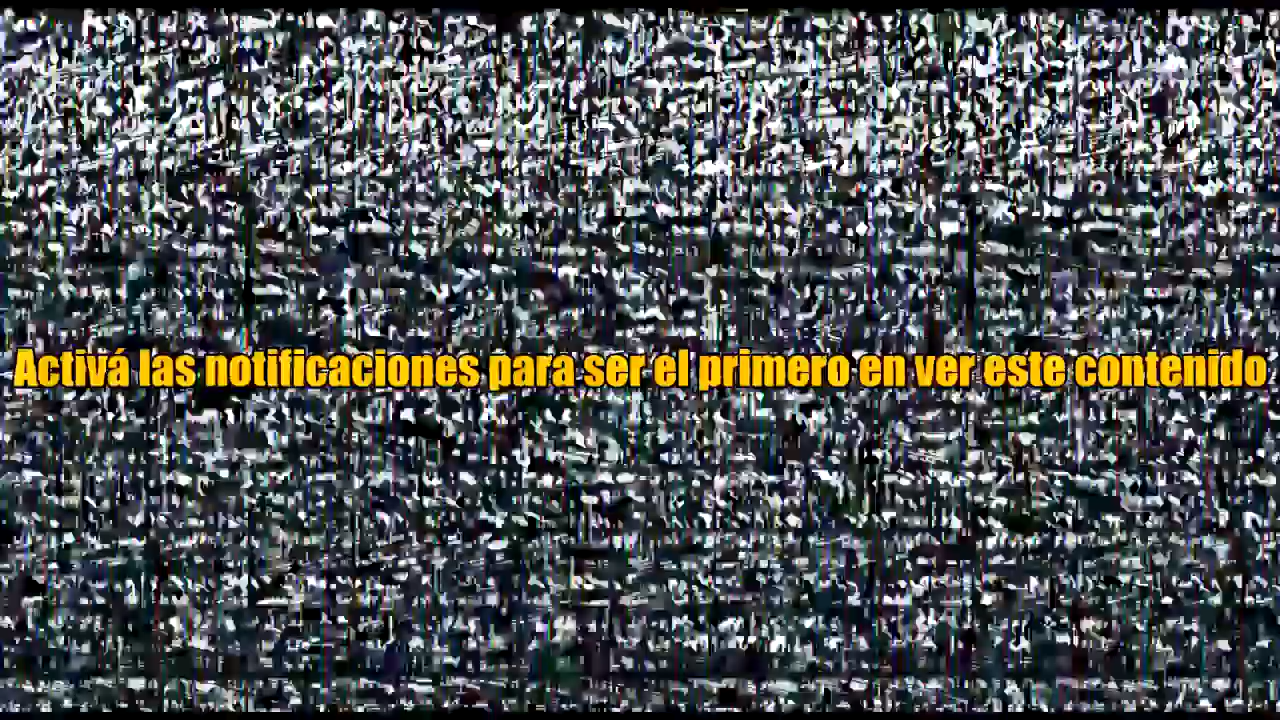 Activá las notificaciones para ser el primero en ver este contenido